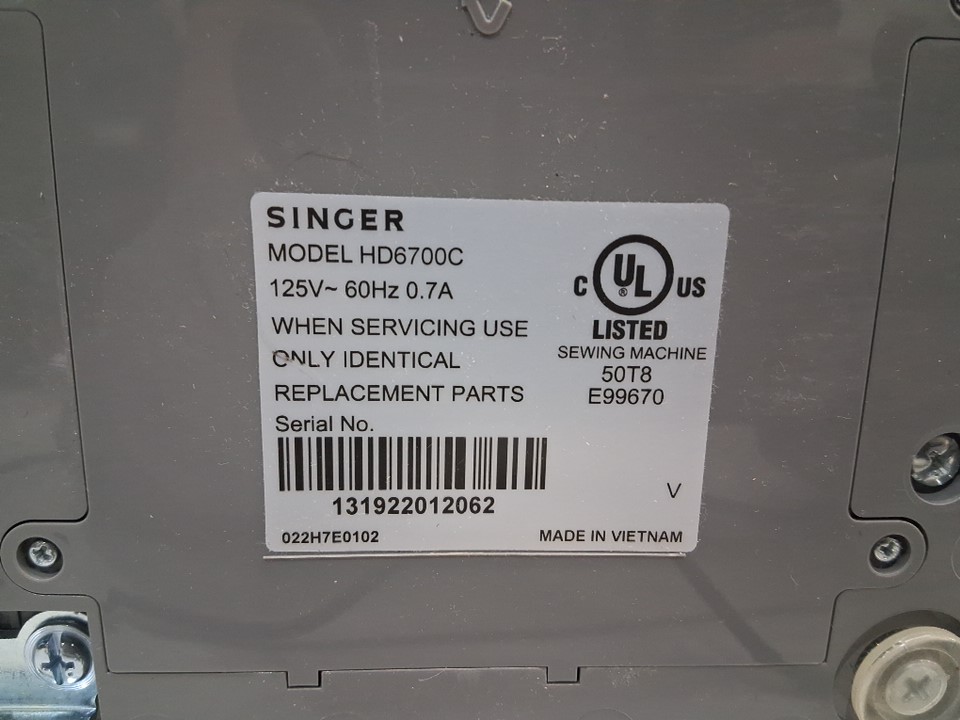 SINGER
MODEL HD6700C
125V~ 60Hz 0.7A
WHEN SERVICING USE
ONLY IDENTICAL
REPLACEMENT PARTS
Serial No.
131922012062
022H7E0102
C UL® US
LISTED
SEWING MACHINE
50T8
E99670
V
MADE IN VIETNAM